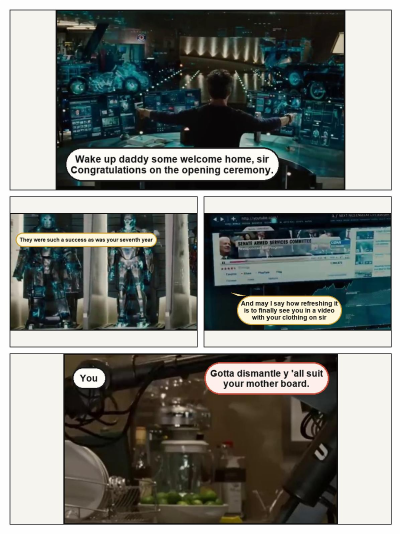 Wake up daddy some welcome home, sir
Congratulations on the opening ceremony.
They were such a success as was your seventh year
SENATE ARMED SERVICES COMMITTEE
And may I say how refreshing it
is to finally see you in a video
with your clothing on sir
You
Gotta dismantle y 'all suit
your mother board.
U